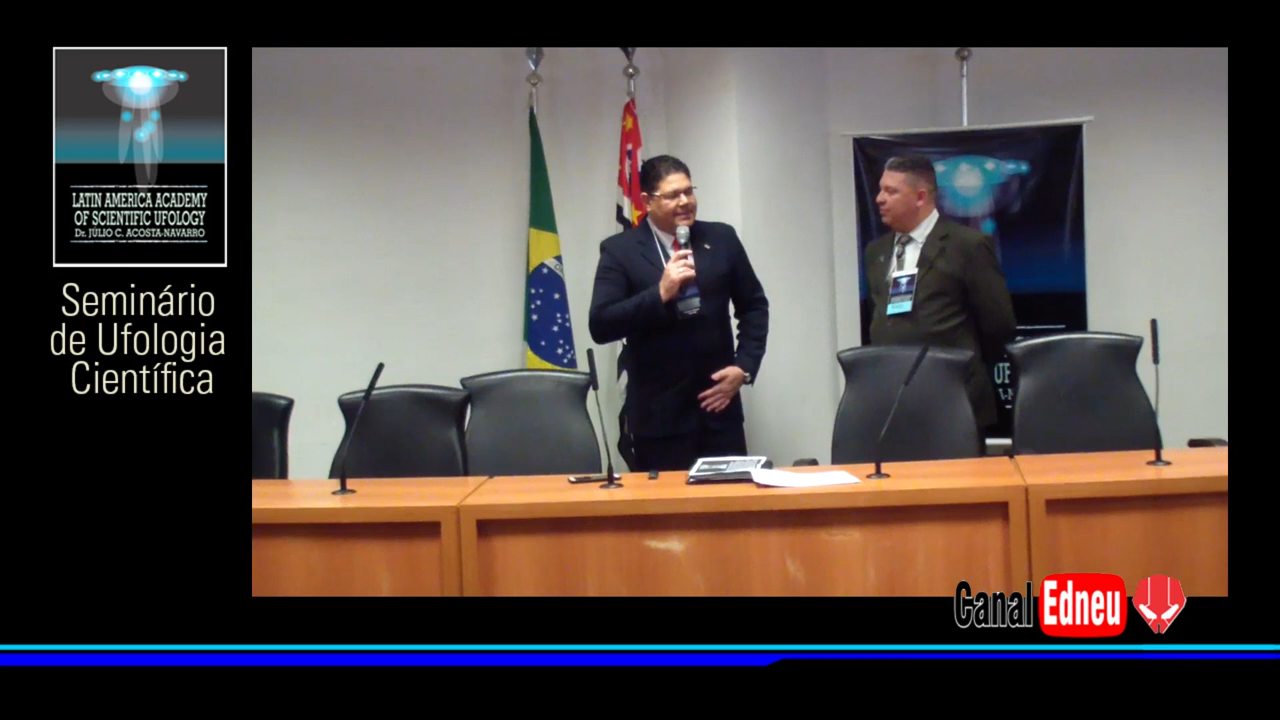 LATIN AMERICA ACADEMY
OF SCIENTIFIC UFOLOGY
Dr. JÚLIO C. ACOSTA-NAVARRO
Seminário
de Ufologia
Científica
Canal Edneu